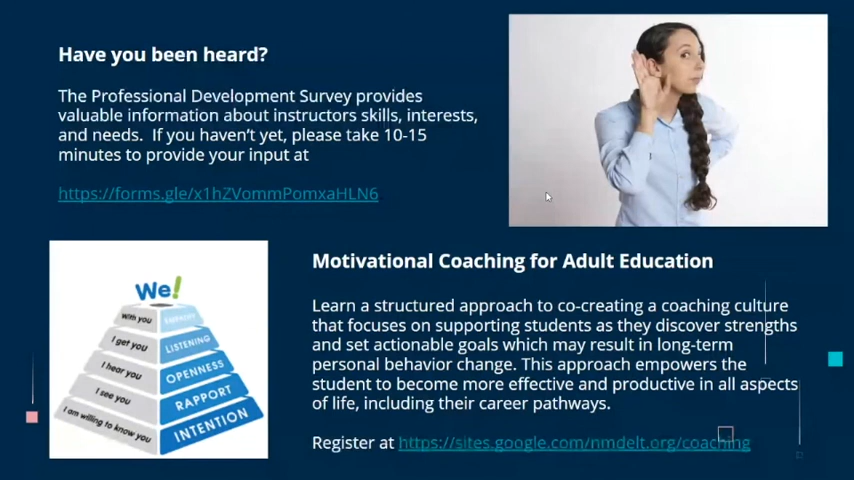 Have you been heard?
The Professional Development Survey provides
valuable information about instructors skills, interests,
and needs.  If you haven't yet, please take 10-15
minutes to provide your input at
https://forms.gle/x1hZVommPomxaHLN6
We!
With you EMPATHY
I get you LISTENING
I hear you OPENNESS
I see you RAPPORT
I am willing to know you INTENTION
Motivational Coaching for Adult Education
Learn a structured approach to co-creating a coaching culture
that focuses on supporting students as they discover strengths
and set actionable goals which may result in long-term
personal behavior change. This approach empowers the
student to become more effective and productive in all aspects
of life, including their career pathways.
Register at https://sites.google.com/nmdelt.org/coaching